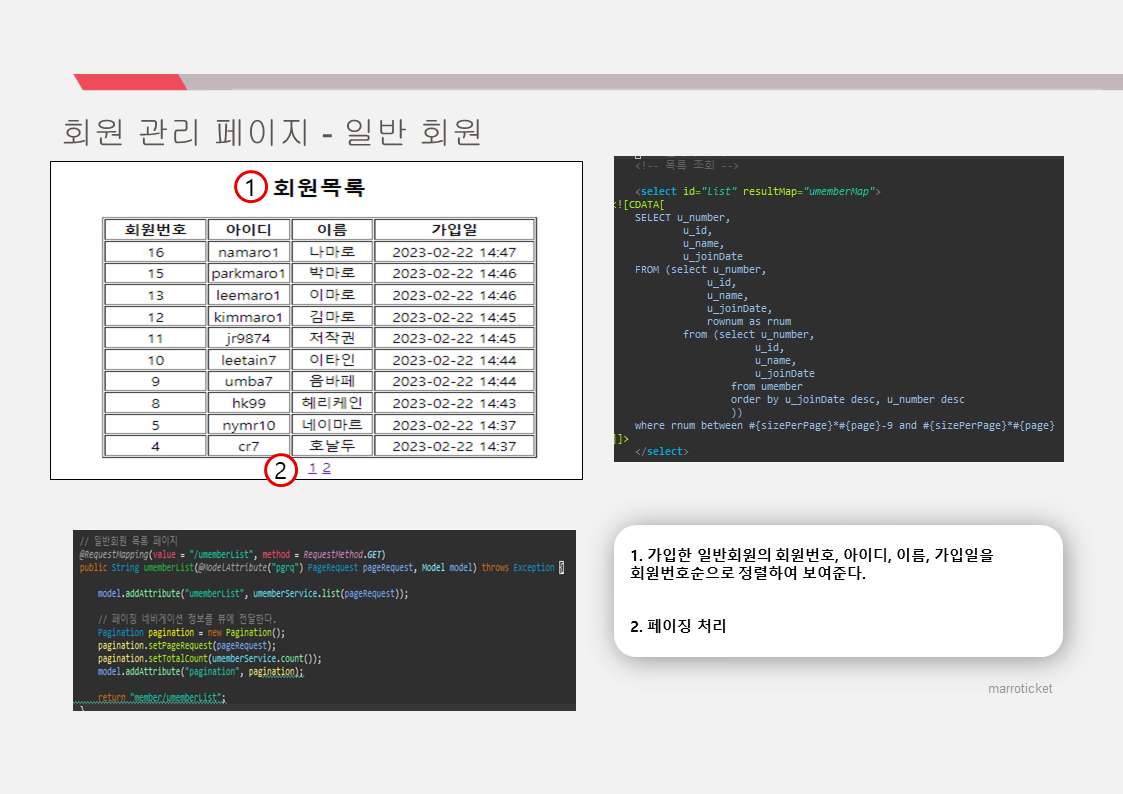 회원 관리 페이지 - 일반 회원
1 회원목록
회원번호 아이디 이름 가입일
16 namaro1 나마로 2023-02-22 14:47
15 parkmaro1 박마로 2023-02-22 14:46
13 leemaro1 이마로 2023-02-22 14:46
12 kimmaro1 김마로 2023-02-22 14:45
11 jr9874 저작권 2023-02-22 14:45
10 leetain7 이타인 2023-02-22 14:44
9 umba7 음바페 2023-02-22 14:44
8 hk99 헤리케인 2023-02-22 14:43
5 nymr10 네이마르 2023-02-22 14:37
4 cr7 호날두 2023-02-22 14:37
2 1 2
<!-- 목록 조회 -->
<select id="list" resultMap="umemberMap">
<![CDATA[
SELECT u_number,
u_id,
u_name,
u_joinDate
FROM (select u_number,
u_id,
u_name,
u_joinDate,
rownum as rnum
from (select u_number,
u_id,
u_name,
u_joinDate
from umember
order by u_joinDate desc, u_number desc
))
where rnum between #{sizePerPage}*#{page}-9 and #{sizePerPage}*#{page}
]]>
</select>
// 일반회원 목록 페이지
@RequestMapping(value = "/umemberList", method = RequestMethod.GET)
public String umemberList(@ModelAttribute("pgrq") PageRequest pageRequest, Model model) throws Exception {
model.addAttribute("umemberList", umemberService.list(pageRequest));
// 페이징 네비게이션 정보를 뷰에 전달한다.
Pagination pagination = new Pagination();
pagination.setPageRequest(pageRequest);
pagination.setTotalCount(umemberService.count());
model.addAttribute("pagination", pagination);
return "member/umemberList";
}
1. 가입한 일반회원의 회원번호, 아이디, 이름, 가입일을
회원번호순으로 정렬하여 보여준다.
2. 페이징 처리
marroticket